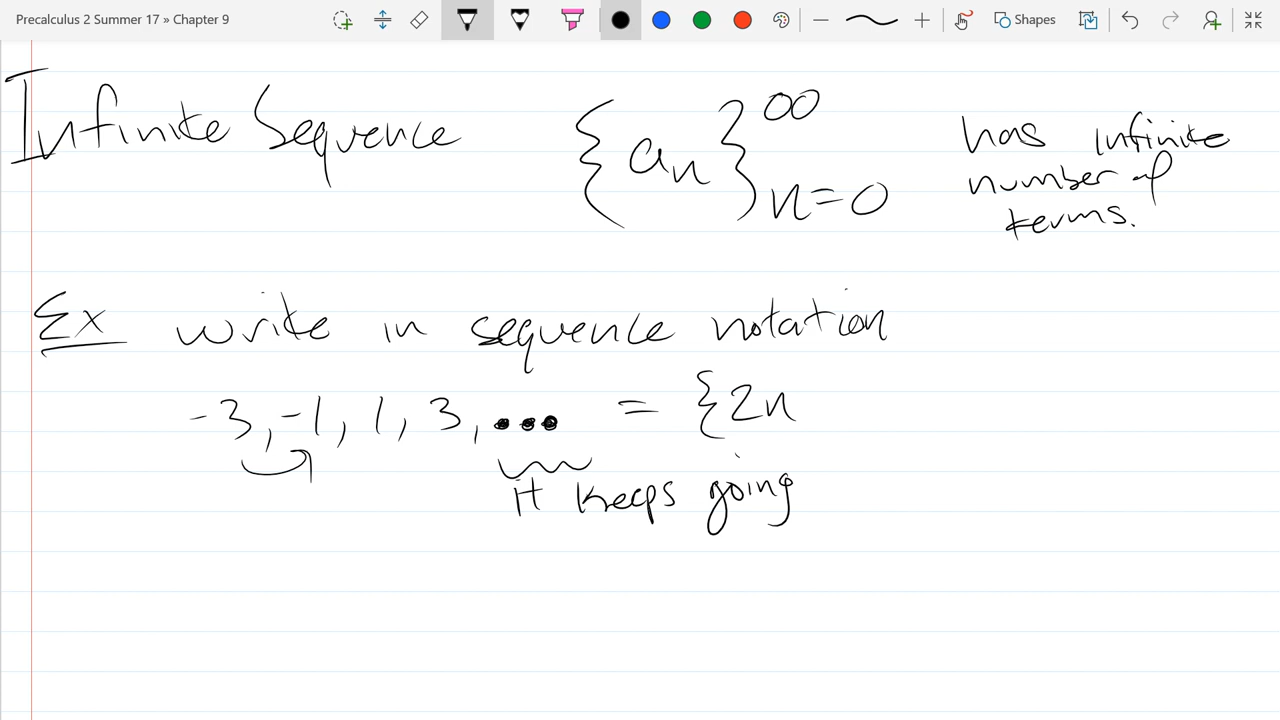 Precalculus 2 Summer 17 » Chapter 9
Shapes
Infinite Sequence {aₙ}^∞ₙ₌₀ has infinite
number of
terms.
Ex write in sequence notation
-3, -1, 1, 3, ... = {2n
it keeps going